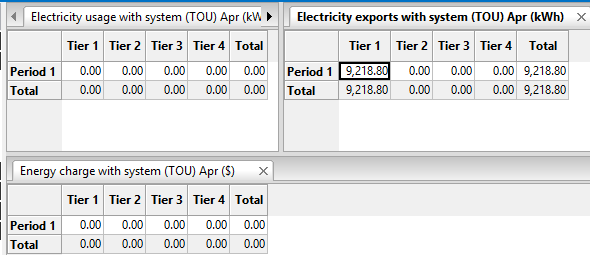 Electricity usage with system (TOU) Apr (kW
Tier 1 Tier 2 Tier 3 Tier 4 Total
Period 1 0.00 0.00 0.00 0.00 0.00
Total 0.00 0.00 0.00 0.00 0.00
Electricity exports with system (TOU) Apr (kWh)
Tier 1 Tier 2 Tier 3 Tier 4 Total
Period 1 9,218.80 0.00 0.00 0.00 9,218.80
Total 9,218.80 0.00 0.00 0.00 9,218.80
Energy charge with system (TOU) Apr ($)
Tier 1 Tier 2 Tier 3 Tier 4 Total
Period 1 0.00 0.00 0.00 0.00 0.00
Total 0.00 0.00 0.00 0.00 0.00